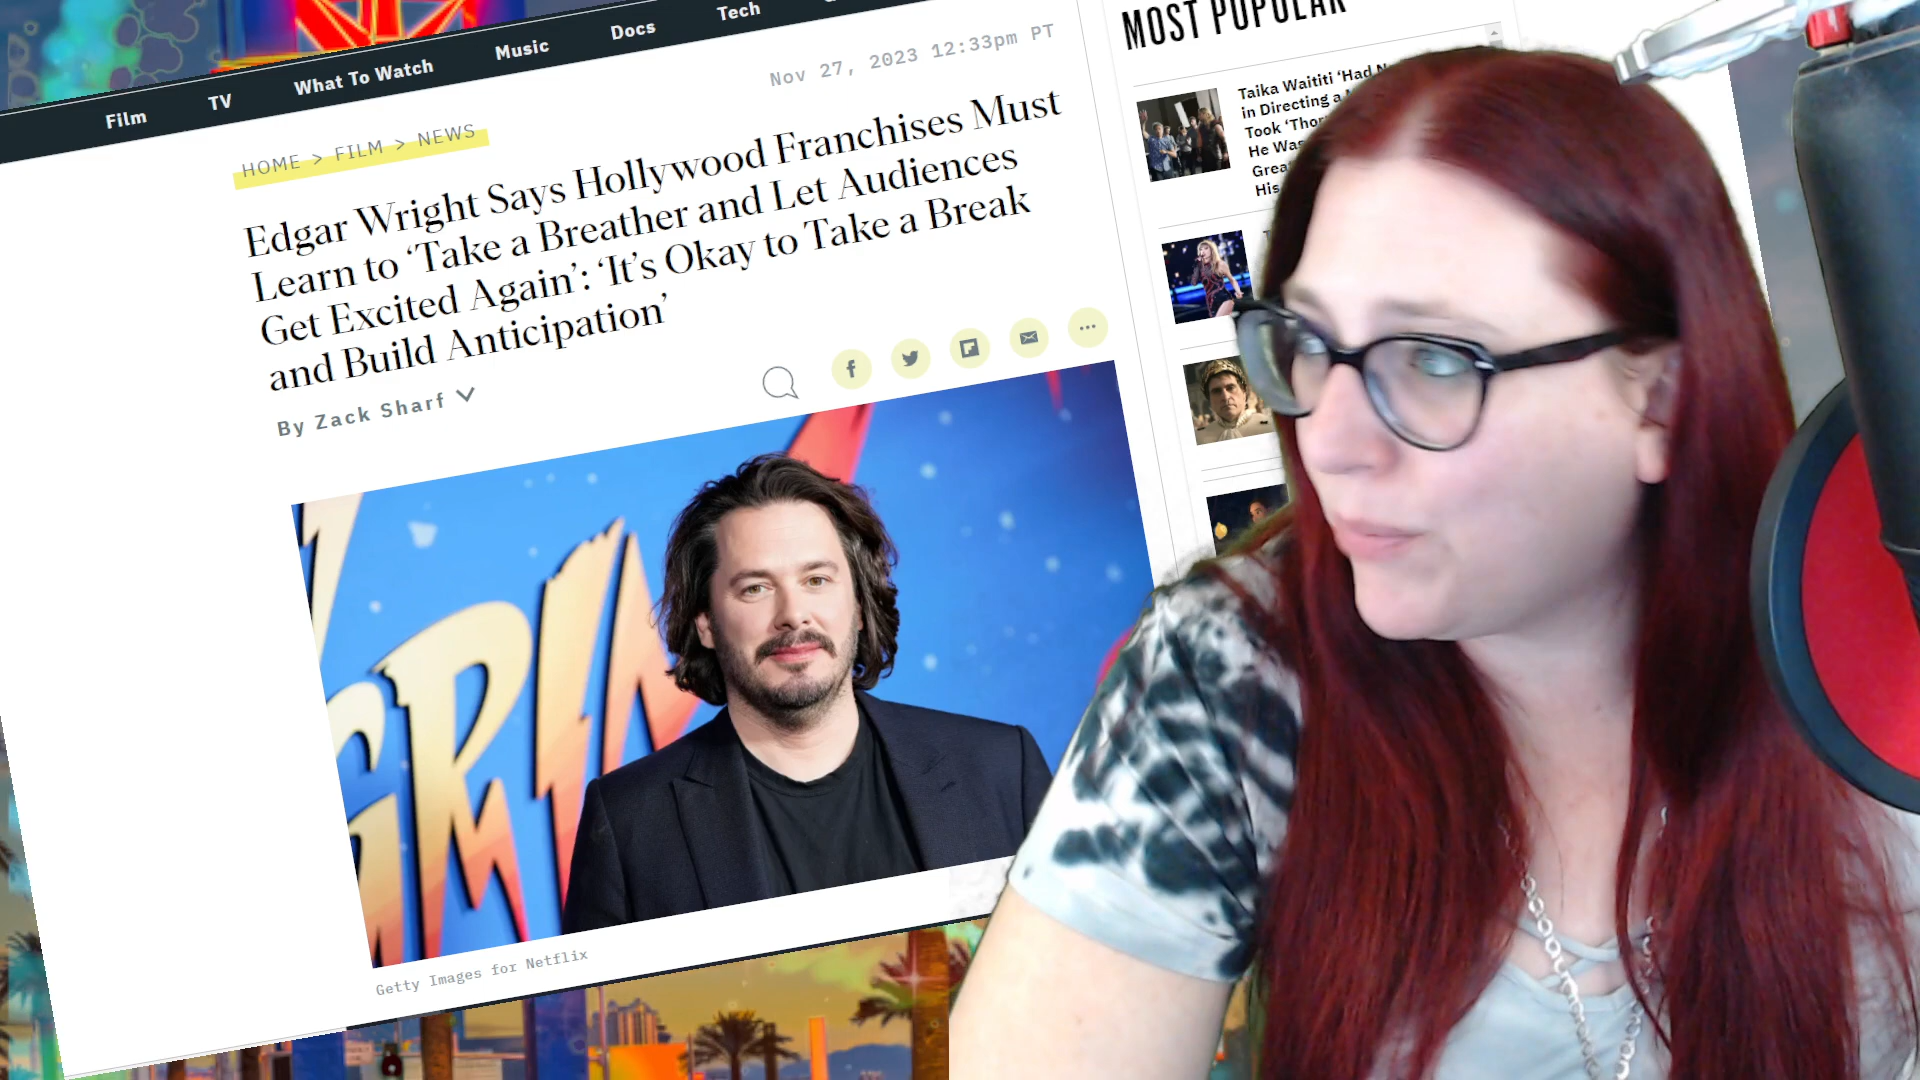 Film TV What To Watch Music Docs Tech
MOST POPULAR
Nov 27, 2023 12:33pm PT
HOME > FILM > NEWS
Edgar Wright Says Hollywood Franchises Must
Learn to ‘Take a Breather and Let Audiences
Get Excited Again’: ‘It’s Okay to Take a Break
and Build Anticipation’
By Zack Sharf
Getty Images for Netflix
Taika Waititi ‘Had
in Directing a
Took ‘Thor
He Was
Great
His